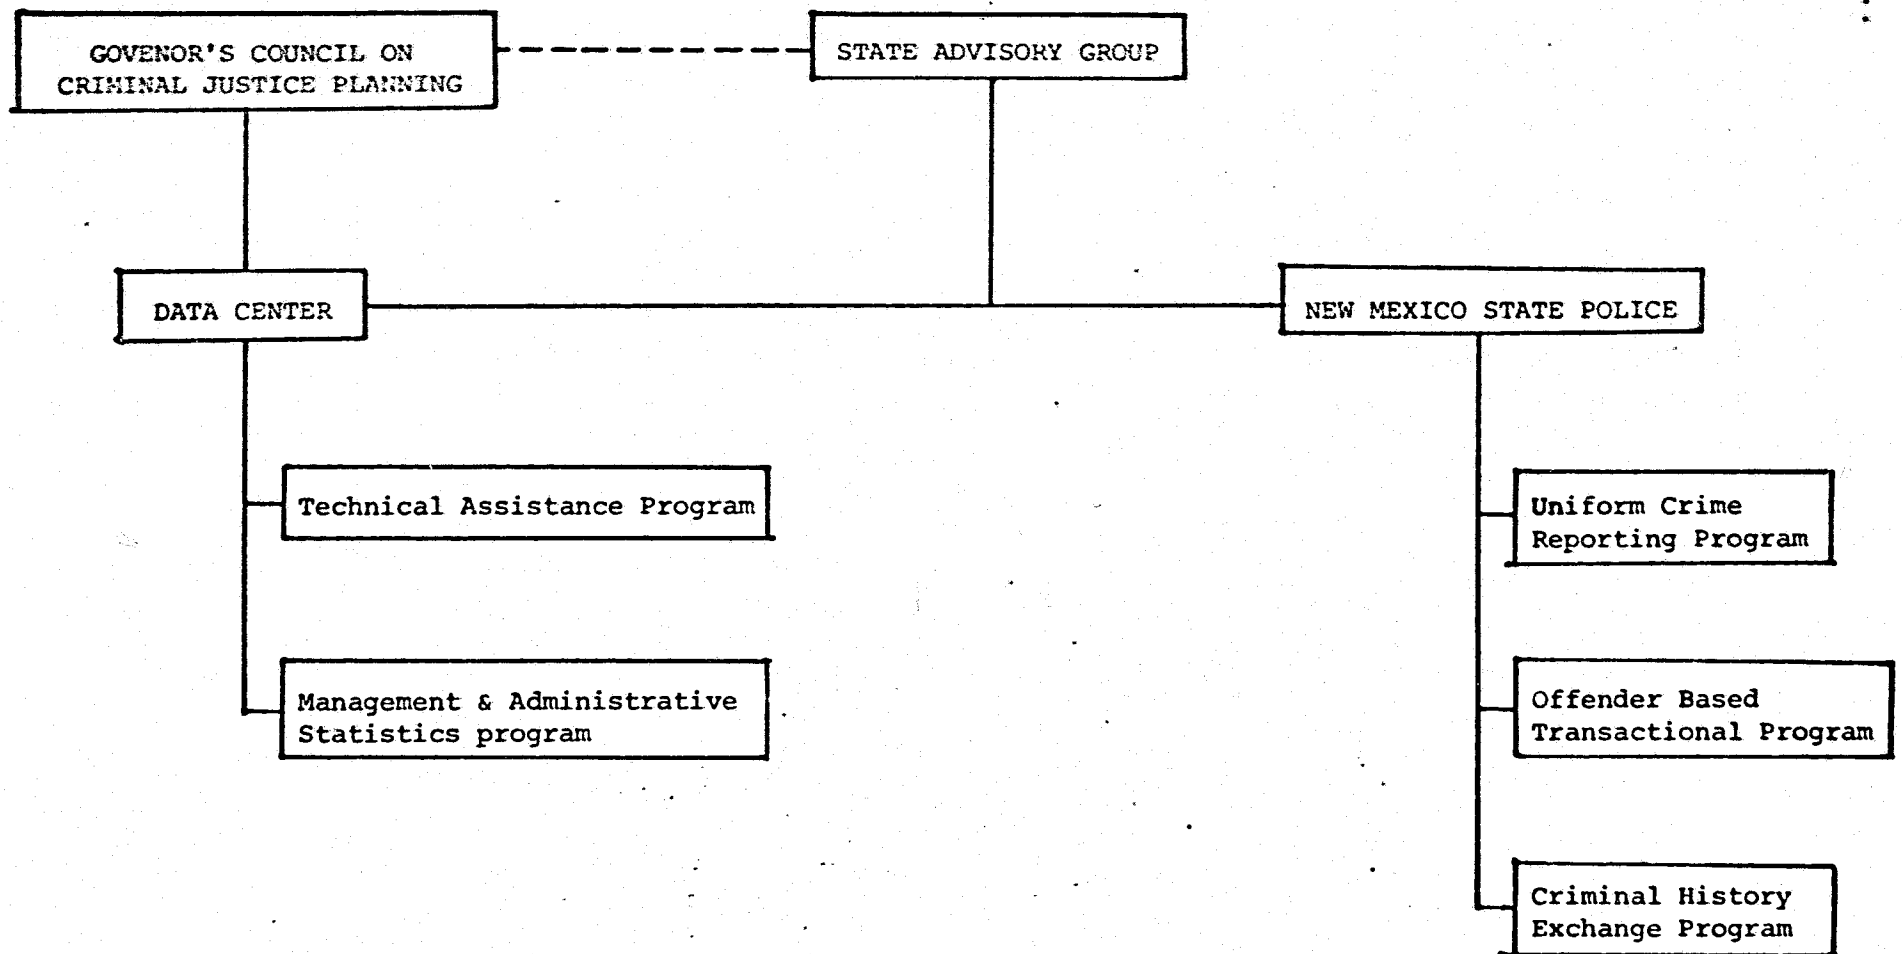 GOVENOR'S COUNCIL ON
CRIMINAL JUSTICE PLANNING
STATE ADVISORY GROUP
DATA CENTER
NEW MEXICO STATE POLICE
Technical Assistance Program
Management & Administrative
Statistics program
Uniform Crime
Reporting Program
Offender Based
Transactional Program
Criminal History
Exchange Program